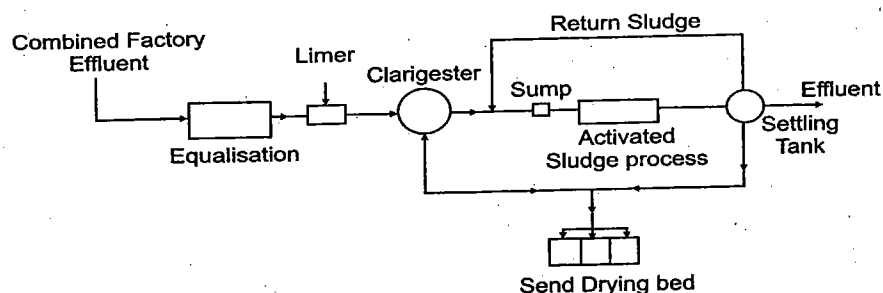 Return Sludge
Combined Factory
Effluent
Limer
Clarigester
Sump
Effluent
Equalisation
Activated
Sludge process
Settling
Tank
Send Drying bed